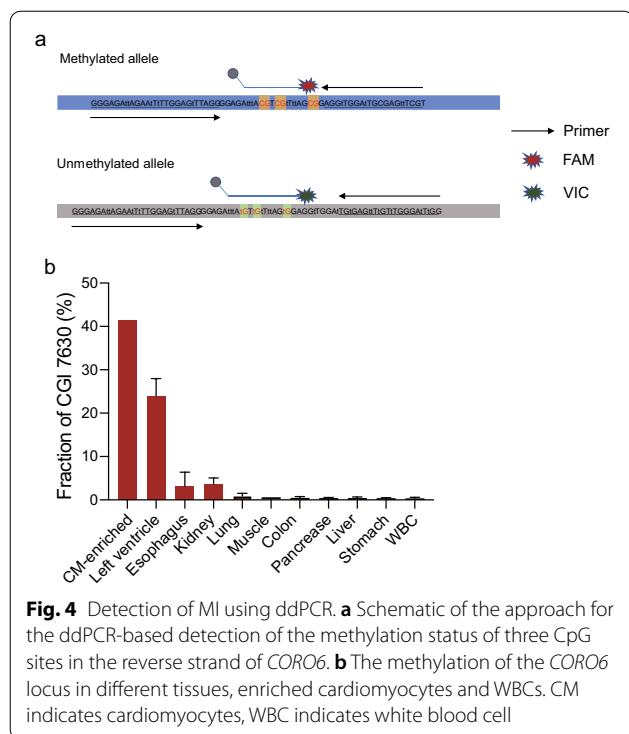 a
Methylated allele
GGGAGAttAGAAtTtTTGGAGtTTAGGGGAGAtttACGTCGtTttAGCGGAGGtTGGAtTGCGAGttTCGT
Primer
Unmethylated allele
FAM
VIC
GGGAGAttAGAAtTtTTGGAGtTTAGGGGAGAtttAtGTtGtTttAGtGGAGGtTGGAtTGtGAGttTtGTtTGGGATtTtGG
b
Fraction of CGI 7630 (%)
50
40
30
20
10
0
CM-enriched
Left ventricle
Esophagus
Kidney
Lung
Muscle
Colon
Pancrease
Liver
Stomach
WBC
Fig. 4 Detection of MI using ddPCR. a Schematic of the approach for
the ddPCR-based detection of the methylation status of three CpG
sites in the reverse strand of CORO6. b The methylation of the CORO6
locus in different tissues, enriched cardiomyocytes and WBCs. CM
indicates cardiomyocytes, WBC indicates white blood cell